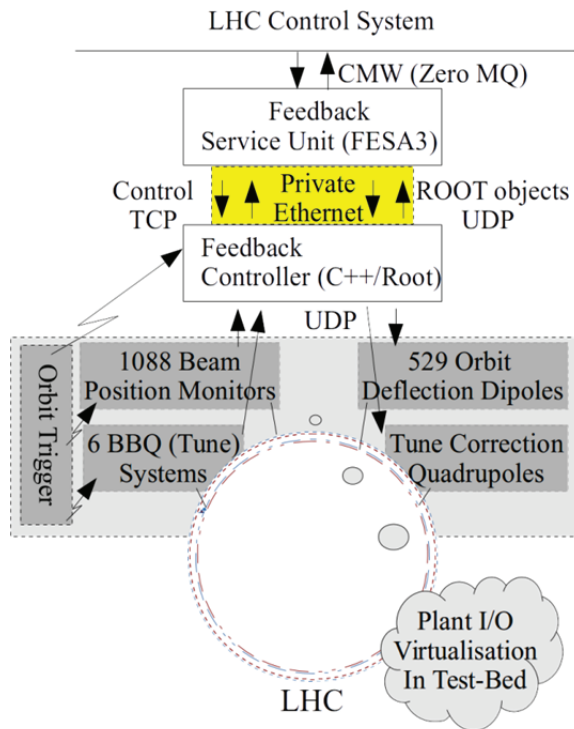 LHC Control System
CMW (Zero MQ)
Feedback
Service Unit (FESA3)
Control
TCP
Private
Ethernet
ROOT objects
UDP
Feedback
Controller (C++/Root)
UDP
Orbit Trigger
1088 Beam
Position Monitors
529 Orbit
Deflection Dipoles
6 BBQ (Tune)
Systems
Tune Correction
Quadrupoles
Plant I/O
Virtualisation
In Test-Bed
LHC